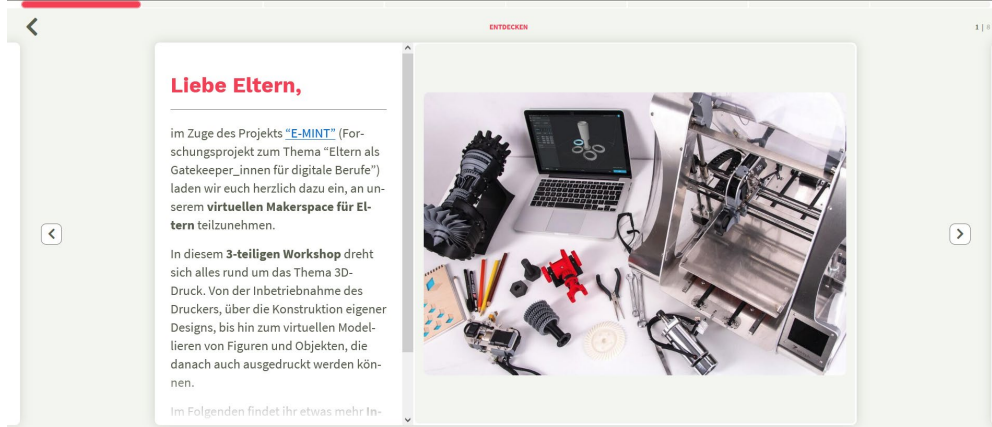 ENTDECKEN
1 | 8
Liebe Eltern,
im Zuge des Projekts “E-MINT” (For-
schungsprojekt zum Thema “Eltern als
Gatekeeper_innen für digitale Berufe”)
laden wir euch herzlich dazu ein, an un-
serem virtuellen Makerspace für El-
tern teilzunehmen.
In diesem 3-teiligen Workshop dreht
sich alles rund um das Thema 3D-
Druck. Von der Inbetriebnahme des
Druckers, über die Konstruktion eigener
Designs, bis hin zum virtuellen Model-
lieren von Figuren und Objekten, die
danach auch ausgedruckt werden kön-
nen.
Im Folgenden findet ihr etwas mehr In-